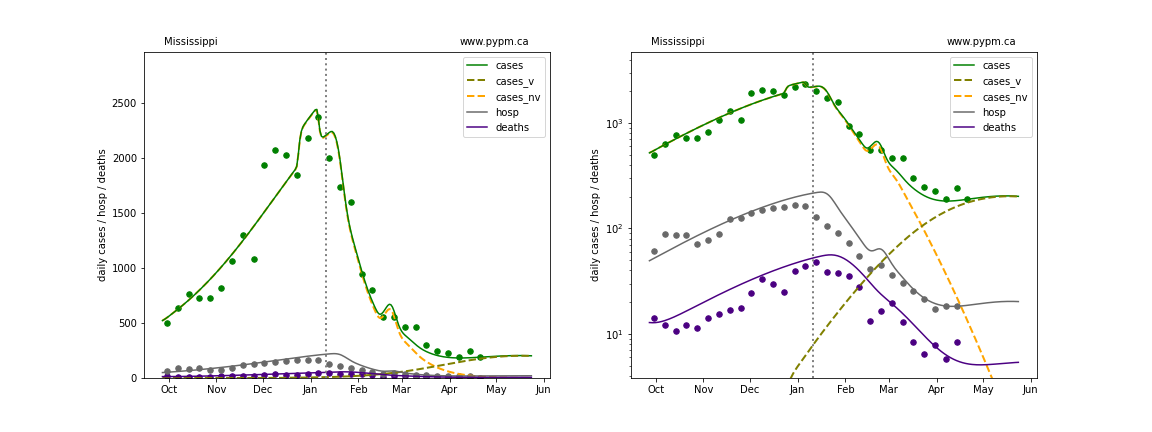 Mississippi www.pypm.ca
daily cases / hosp / deaths
2500
2000
1500
1000
500
0
Oct Nov Dec Jan Feb Mar Apr May Jun
cases
cases_v
cases_nv
hosp
deaths
Mississippi www.pypm.ca
daily cases / hosp / deaths
10³
10²
10¹
Oct Nov Dec Jan Feb Mar Apr May Jun
cases
cases_v
cases_nv
hosp
deaths